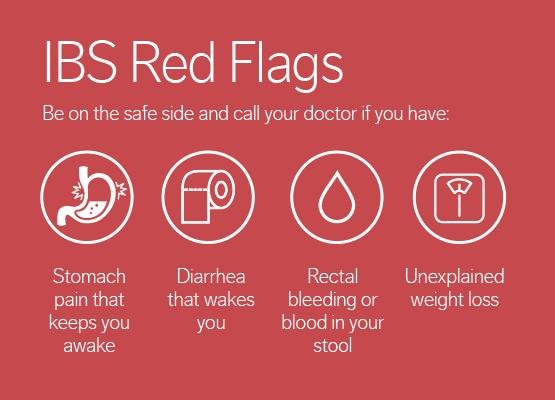 IBS Red Flags
Be on the safe side and call your doctor if you have:
Stomach
pain that
keeps you
awake
Diarrhea
that wakes
you
Rectal
bleeding or
blood in your
stool
Unexplained
weight loss